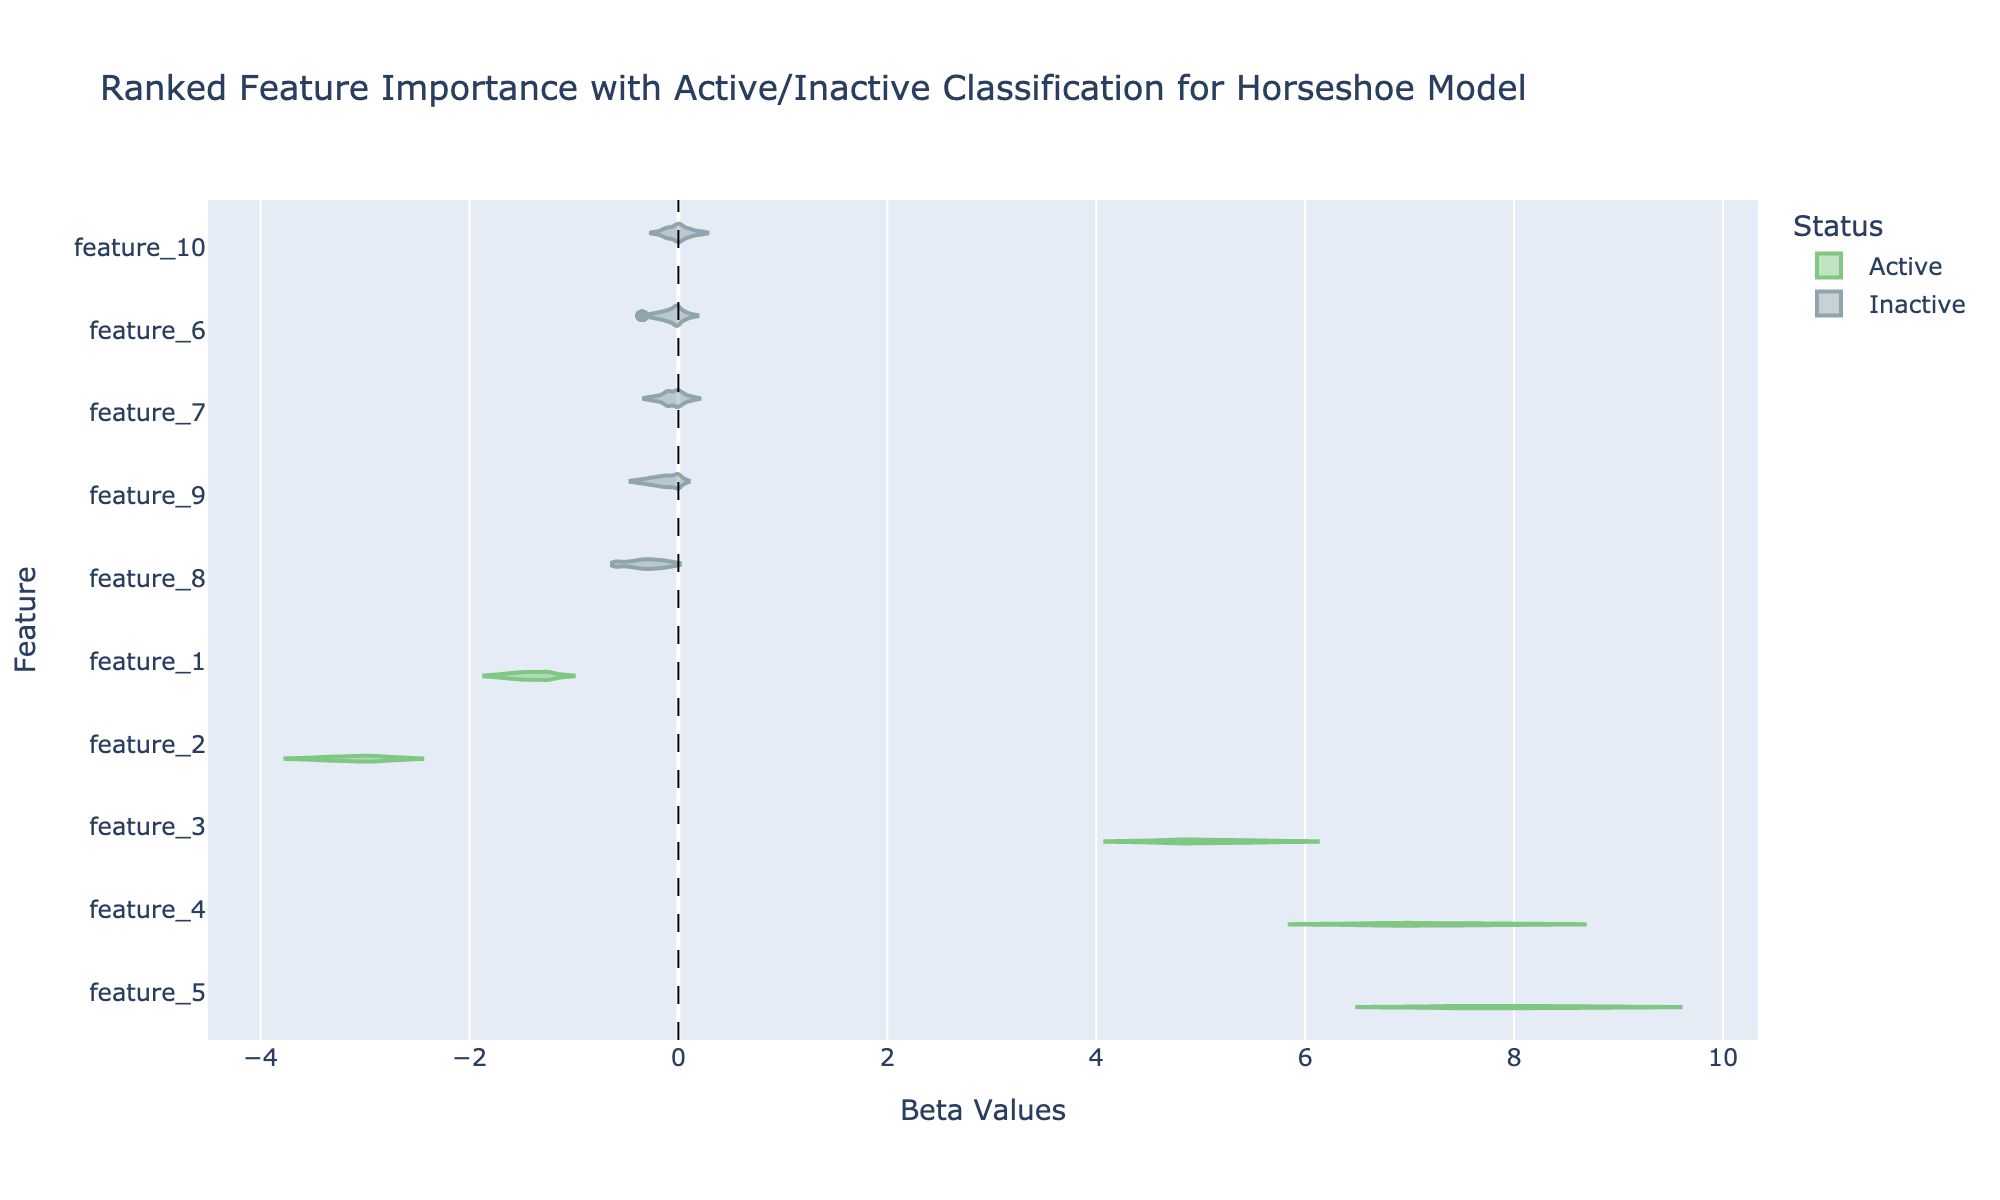 Ranked Feature Importance with Active/Inactive Classification for Horseshoe Model
Status
Active
Inactive
feature_10
feature_6
feature_7
feature_9
feature_8
feature_1
feature_2
feature_3
feature_4
feature_5
Feature
−4 −2 0 2 4 6 8 10
Beta Values